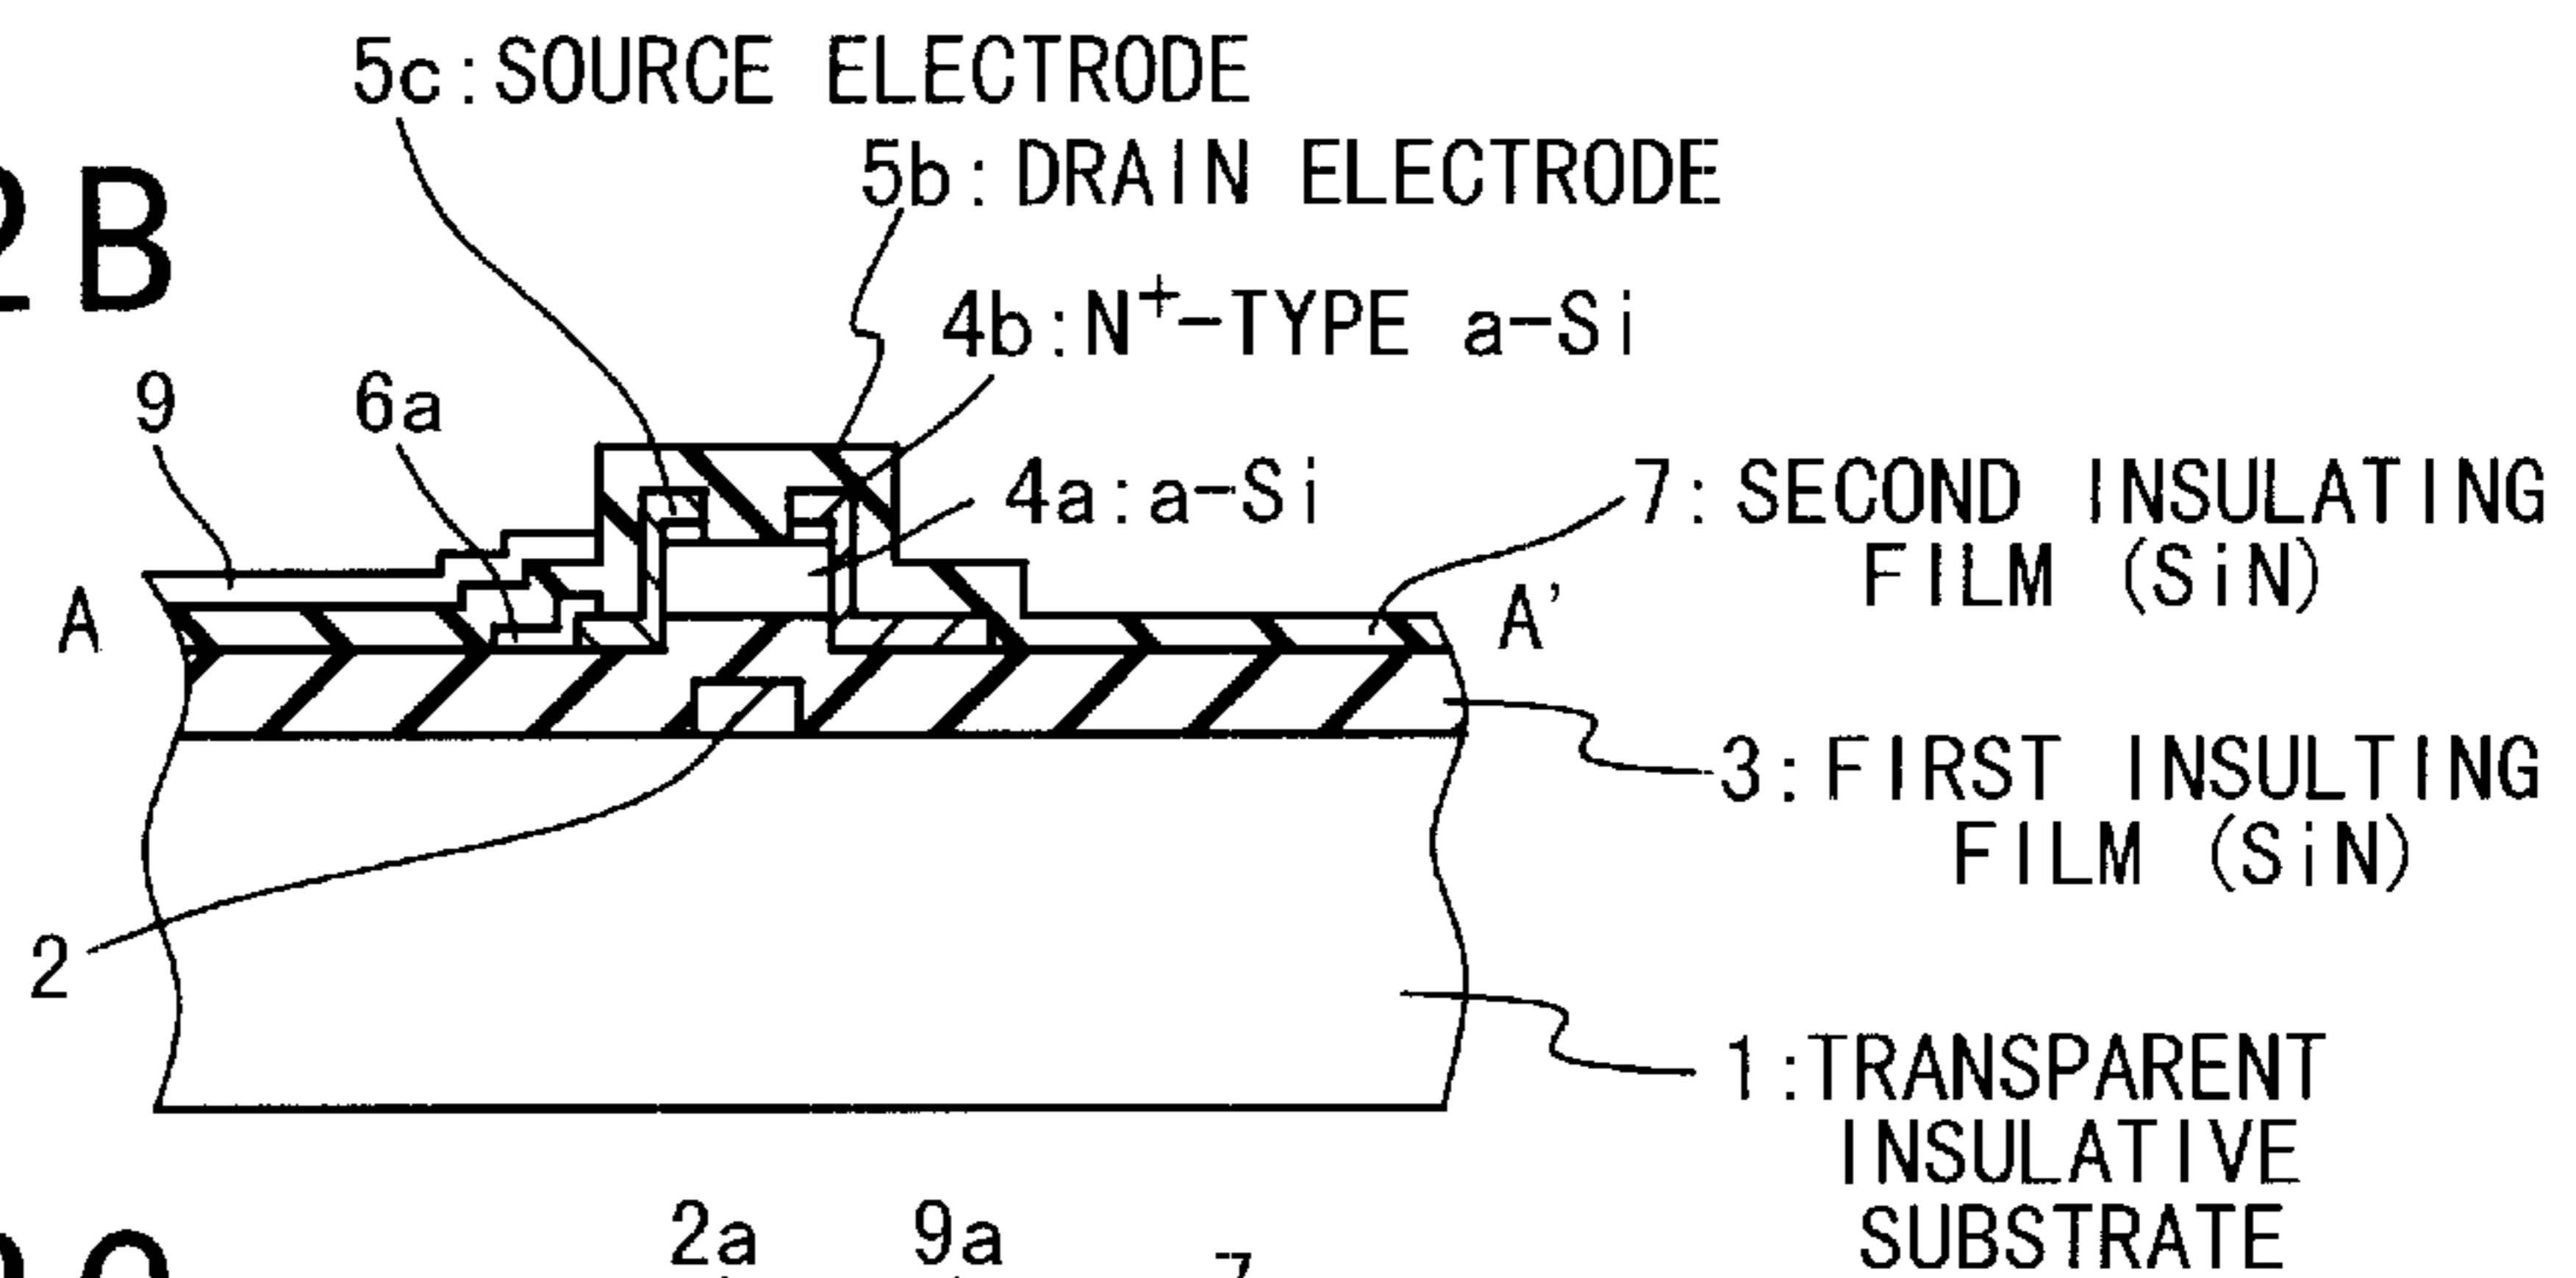 5c:SOURCE ELECTRODE
5b:DRAIN ELECTRODE
2B
4b:N⁺-TYPE a-Si
9
6a
4a:a-Si
7:SECOND INSULATING
FILM (SiN)
A
A'
3:FIRST INSULTING
FILM (SiN)
2
1:TRANSPARENT
INSULATIVE
SUBSTRATE
2a
9a
7